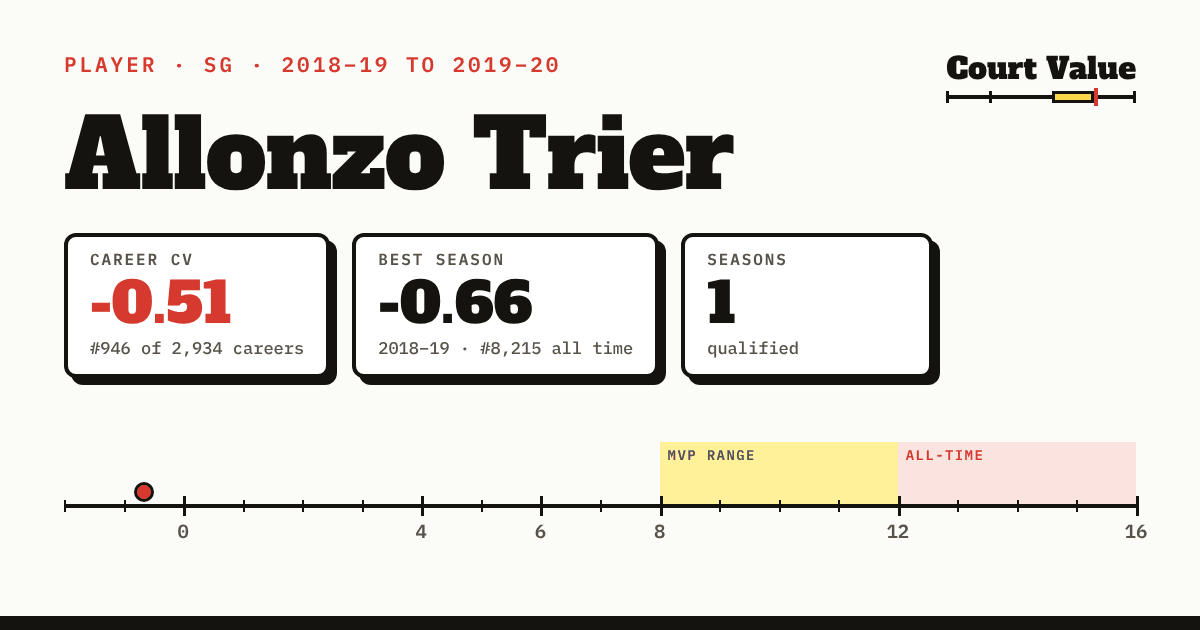 PLAYER · SG · 2018–19 TO 2019–20
Court Value
Allonzo Trier
CAREER CV
-0.51
#946 of 2,934 careers
BEST SEASON
-0.66
2018–19 · #8,215 all time
SEASONS
1
qualified
MVP RANGE
ALL-TIME
0
4
6
8
12
16